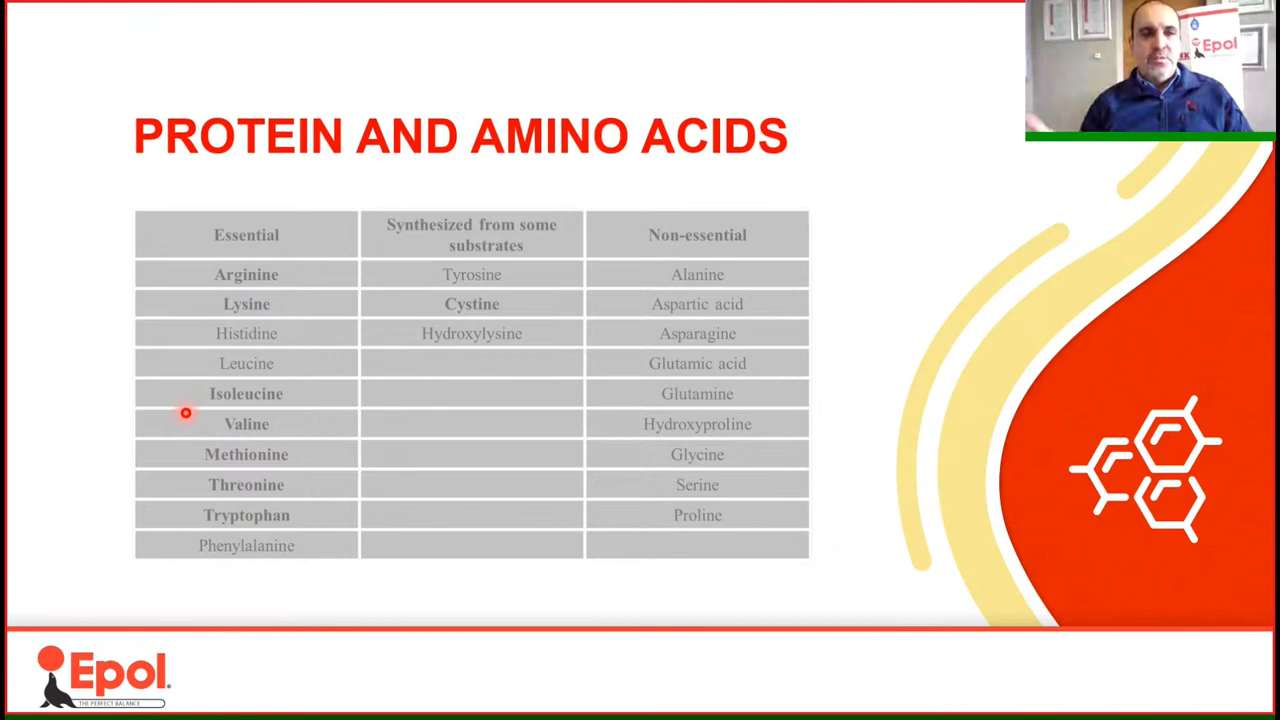 Epol
PROTEIN AND AMINO ACIDS
Essential
Synthesized from some
substrates
Non-essential
Arginine
Tyrosine
Alanine
Lysine
Cystine
Aspartic acid
Histidine
Hydroxylysine
Asparagine
Leucine
Glutamic acid
Isoleucine
Glutamine
Valine
Hydroxyproline
Methionine
Glycine
Threonine
Serine
Tryptophan
Proline
Phenylalanine
Epol.
THE PERFECT BALANCE